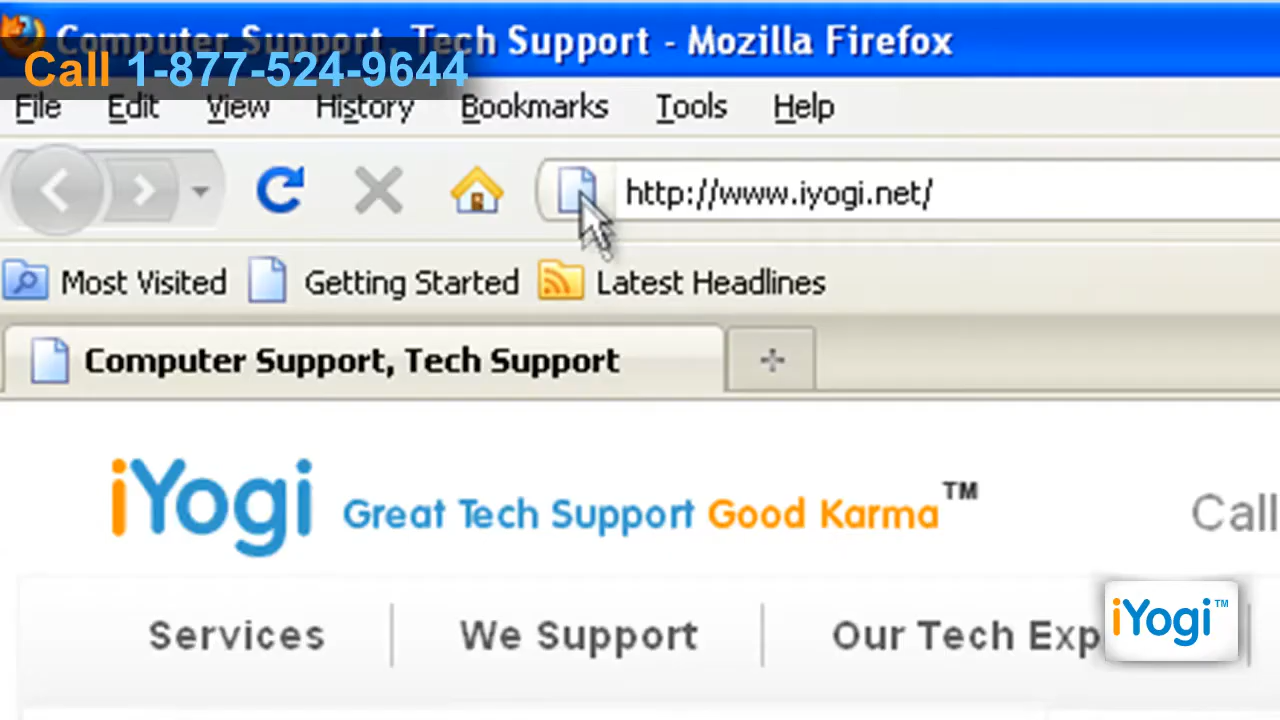 Computer Support, Tech Support - Mozilla Firefox
Call 1-877-524-9644
File Edit View History Bookmarks Tools Help
http://www.iyogi.net/
Most Visited Getting Started Latest Headlines
Computer Support, Tech Support
iYogi Great Tech Support Good Karma™
Call
Services We Support Our Tech Exp
iYogi™